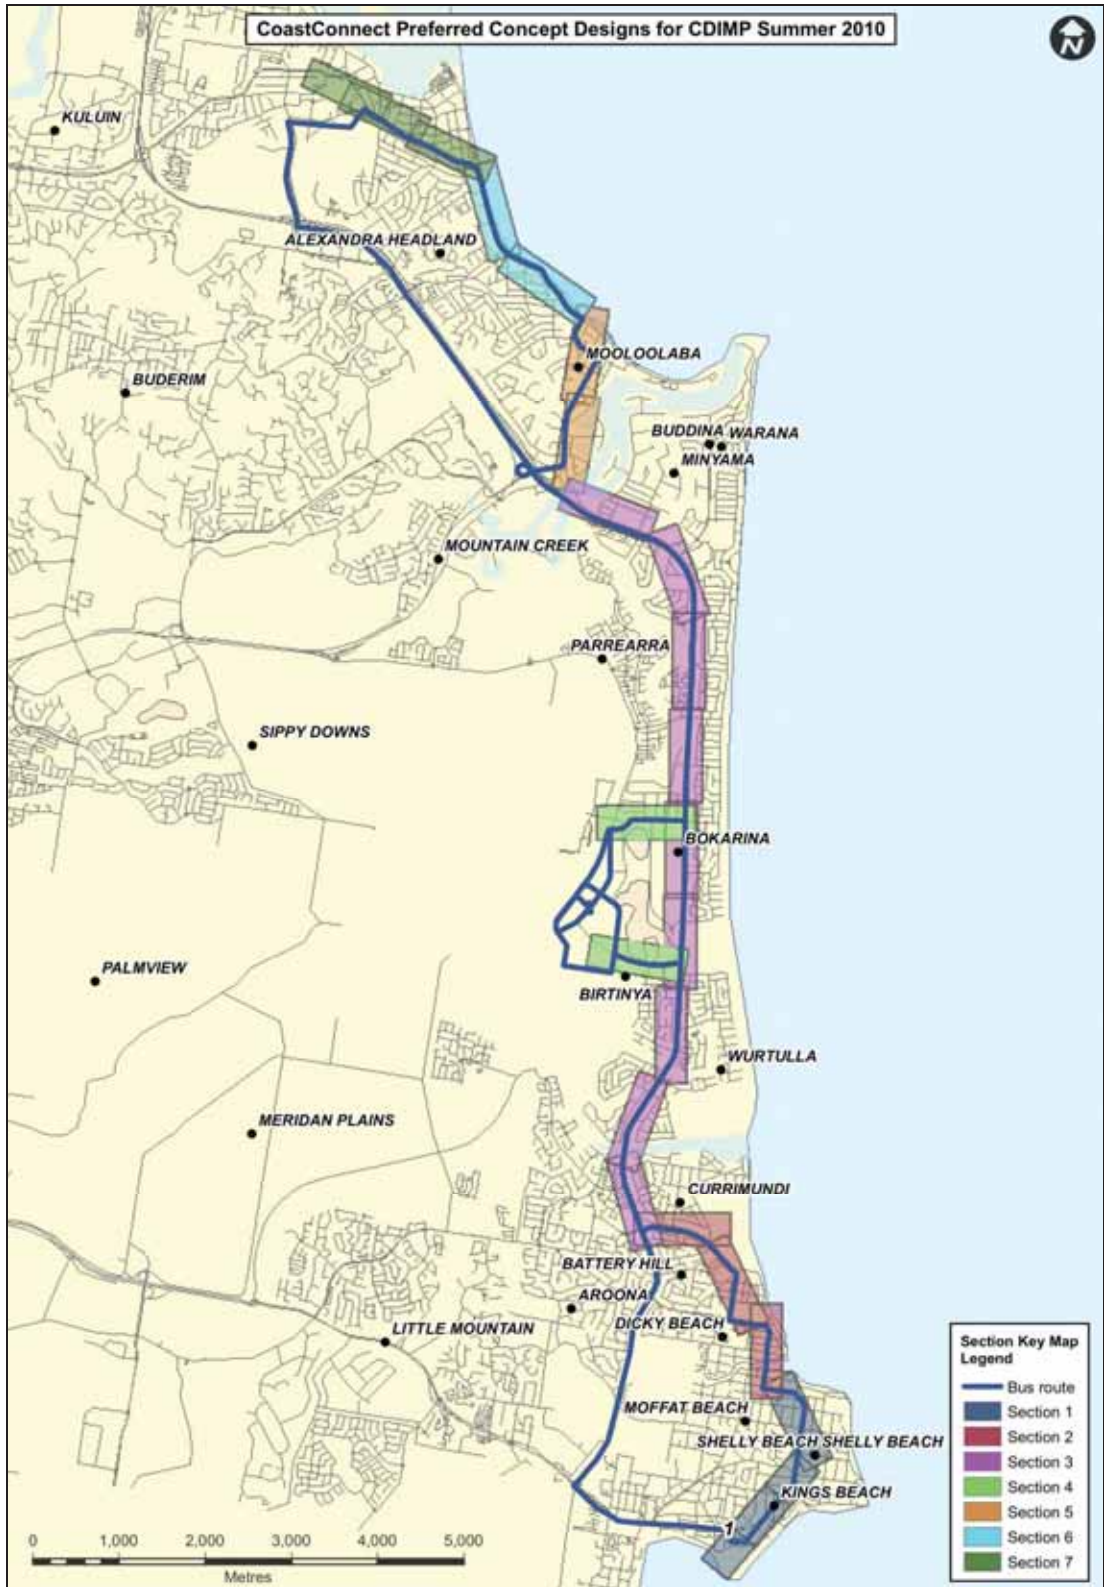 CoastConnect Preferred Concept Designs for CDIMP Summer 2010
N
KULUIN
ALEXANDRA HEADLAND
MOOLOOLABA
BUDERIM
BUDDINA WARANA
MINYAMA
MOUNTAIN CREEK
PARREARRA
SIPPY DOWNS
BOKARINA
PALMVIEW
BIRTINYA
WURTULLA
MERIDAN PLAINS
CURRIMUNDI
BATTERY HILL
AROONA
LITTLE MOUNTAIN
DICKY BEACH
MOFFAT BEACH
SHELLY BEACH SHELLY BEACH
KINGS BEACH
1
Section Key Map
Legend
Bus route
Section 1
Section 2
Section 3
Section 4
Section 5
Section 6
Section 7
0 1,000 2,000 3,000 4,000 5,000
Metres